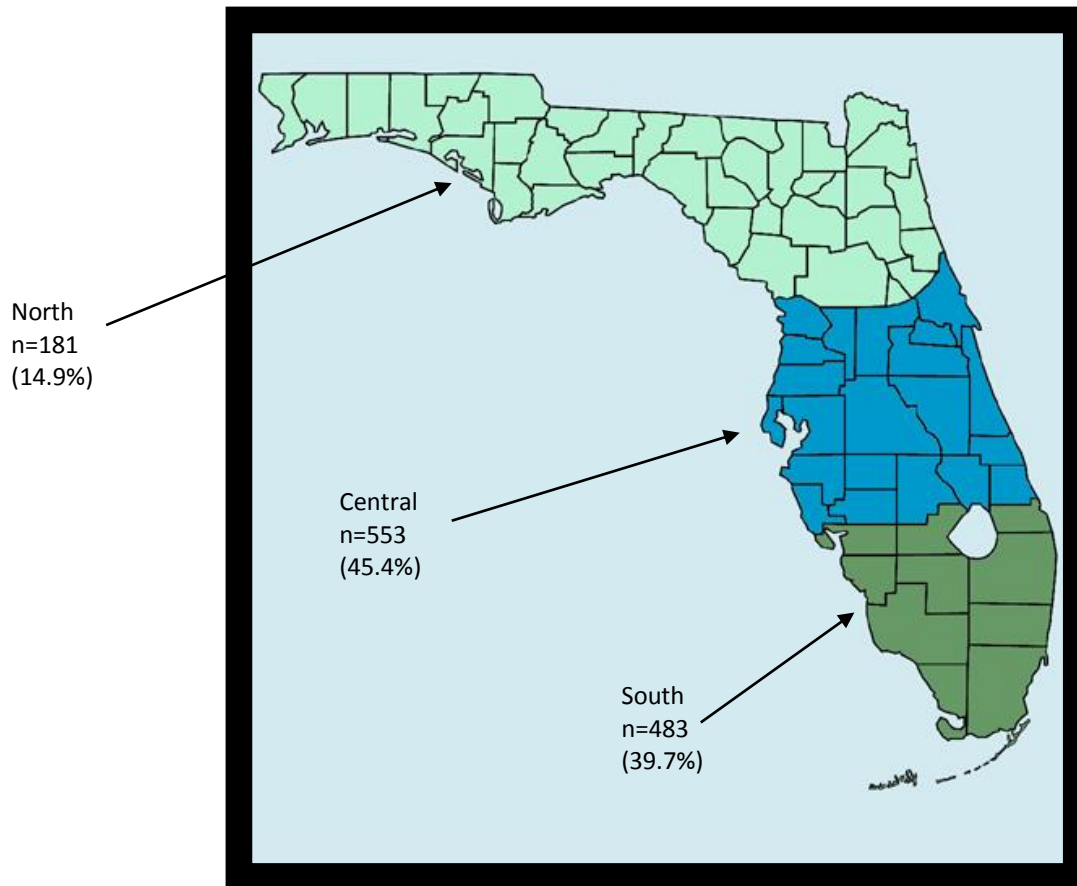 North
n=181
(14.9%)
Central
n=553
(45.4%)
South
n=483
(39.7%)